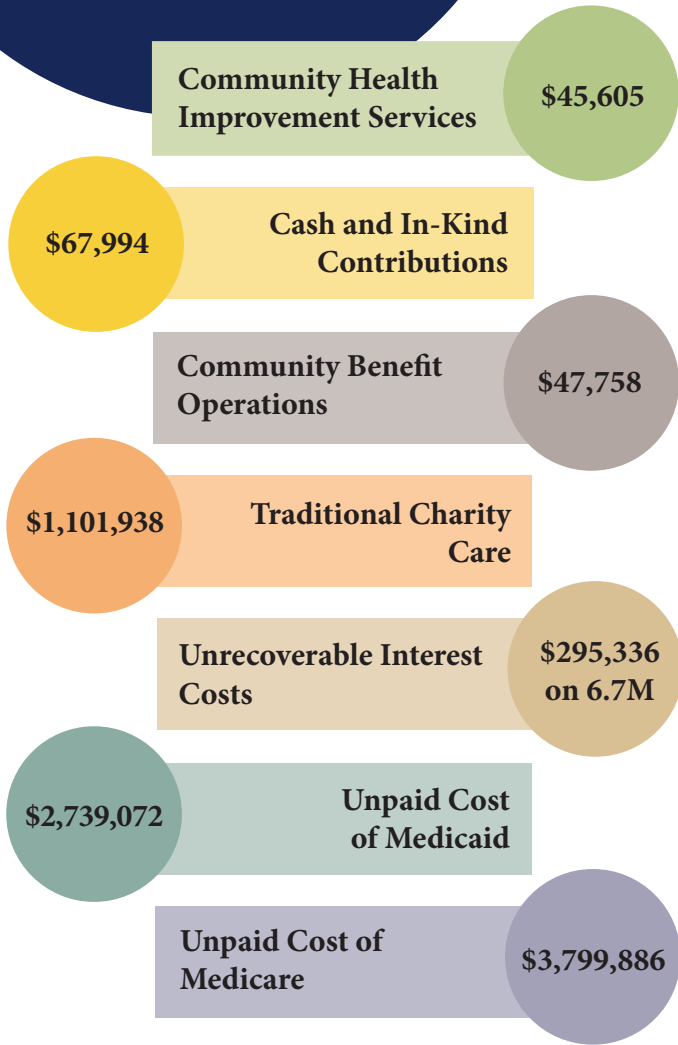 Community Health
Improvement Services
$45,605
$67,994
Cash and In-Kind
Contributions
Community Benefit
Operations
$47,758
$1,101,938
Traditional Charity
Care
Unrecoverable Interest
Costs
$295,336
on 6.7M
$2,739,072
Unpaid Cost
of Medicaid
Unpaid Cost of
Medicare
$3,799,886